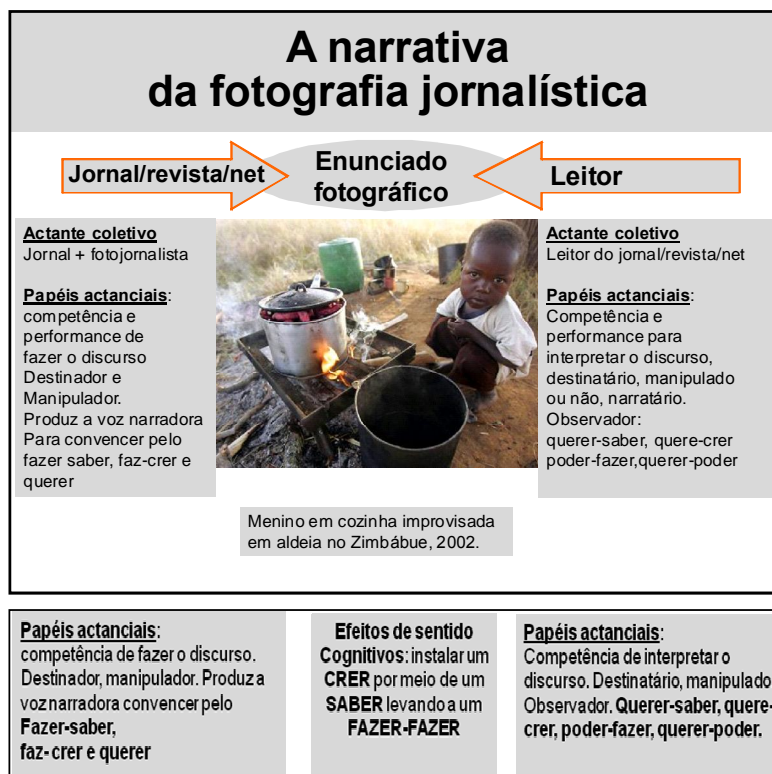 A narrativa
da fotografia jornalística
Jornal/revista/net
Enunciado
fotográfico
Leitor
Actante coletivo
Jornal + fotojornalista
Papéis actanciais:
competência e
performance de
fazer o discurso
Destinador e
Manipulador.
Produz a voz narradora
Para convencer pelo
fazer saber, faz-crer e
querer
Actante coletivo
Leitor do jornal/revista/net
Papéis actanciais:
Competência e
performance para
interpretar o discurso,
destinatário, manipulado
ou não, narratário.
Observador:
querer-saber, quere-crer
poder-fazer,querer-poder
Menino em cozinha improvisada
em aldeia no Zimbábue, 2002.
Papéis actanciais:
competência de fazer o discurso.
Destinador, manipulador. Produz a
voz narradora convencer pelo
Fazer-saber,
faz- crer e querer
Efeitos de sentido
Cognitivos: instalar um
CRER por meio de um
SABER levando a um
FAZER-FAZER
Papéis actanciais:
Competência de interpretar o
discurso. Destinatário, manipulado
Observador. Querer-saber, quere-
crer, poder-fazer, querer-poder.